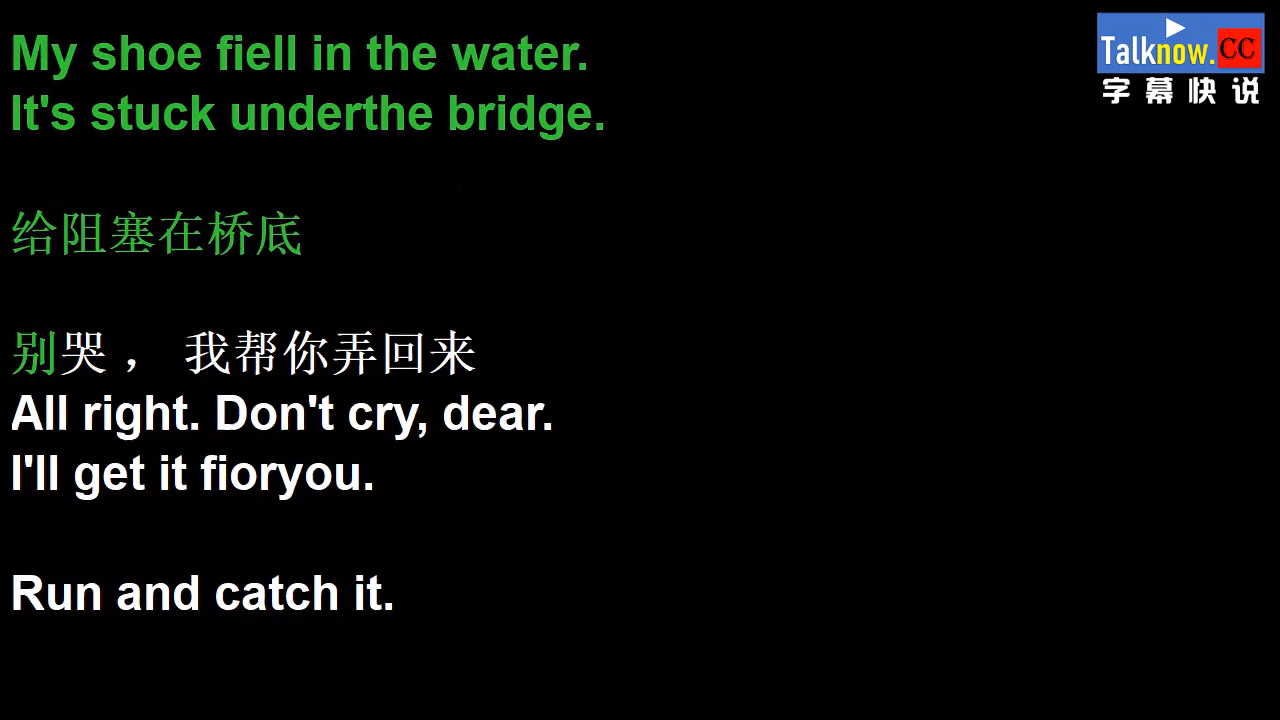 My shoe fiell in the water.
It's stuck underthe bridge.
给阻塞在桥底
别哭， 我帮你弄回来
All right. Don't cry, dear.
I'll get it fioryou.
Run and catch it.
Talknow.CC
字幕快说